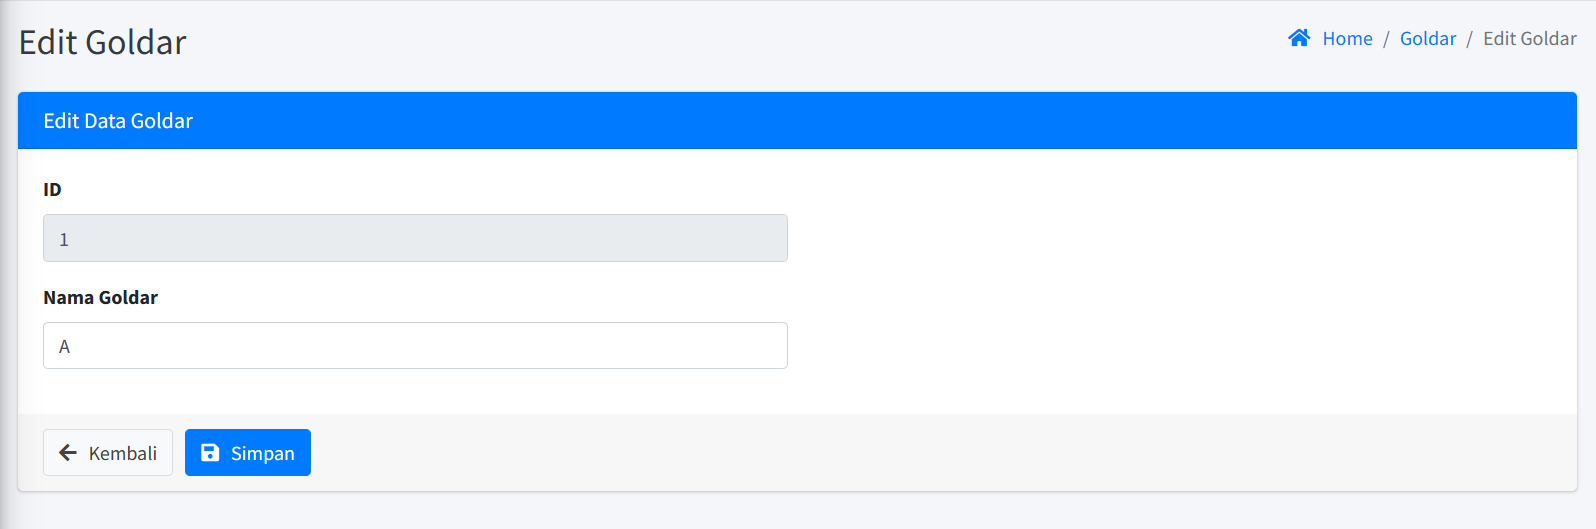 Edit Goldar
Home / Goldar / Edit Goldar
Edit Data Goldar
ID
1
Nama Goldar
A
Kembali
Simpan